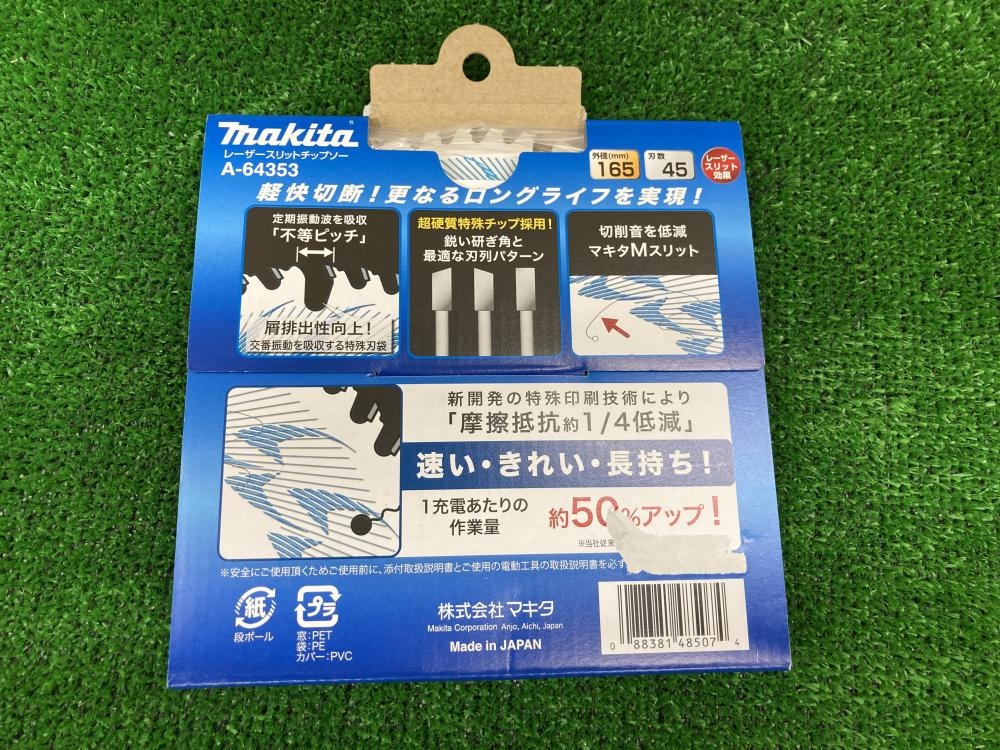 makita
レーザースリットチップソー
A-64353
外径(mm)
165
刃数
45
レーザー
スリット
効果
軽快切断！更なるロングライフを実現！
定期振動波を吸収
「不等ピッチ」
屑排出性向上！
交番振動を吸収する特殊刃袋
超硬質特殊チップ採用！
鋭い研ぎ角と
最適な刃列パターン
切削音を低減
マキタMスリット
新開発の特殊印刷技術により
「摩擦抵抗約1/4低減」
速い・きれい・長持ち！
1充電あたりの
作業量
約50%アップ！
※当社従来
※安全にご使用頂くためご使用前に、添付取扱説明書とご使用の電動工具の取扱説明書を必ず
紙
段ボール
プラ
窓：PET
袋：PE
カバー：PVC
株式会社マキタ
Makita Corporation Anjo, Aichi, Japan
Made in JAPAN
0 88381 48507 4